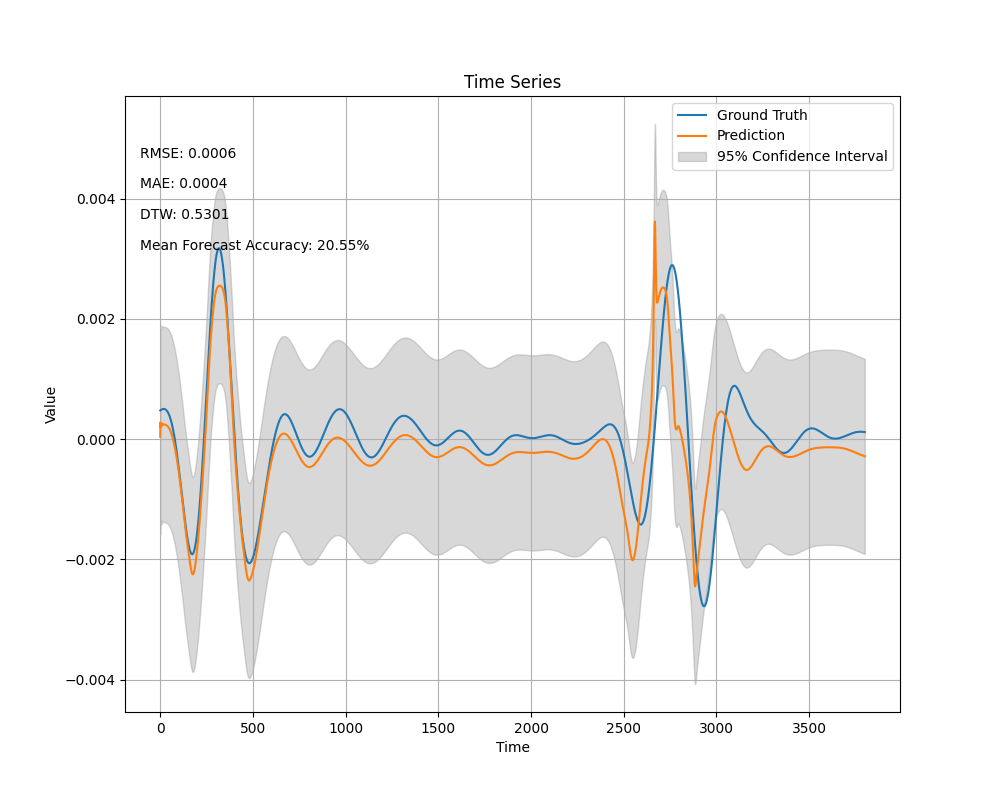 Time Series
Ground Truth
Prediction
95% Confidence Interval
RMSE: 0.0006
MAE: 0.0004
DTW: 0.5301
Mean Forecast Accuracy: 20.55%
Value
0.004
0.002
0.000
−0.002
−0.004
0 500 1000 1500 2000 2500 3000 3500
Time